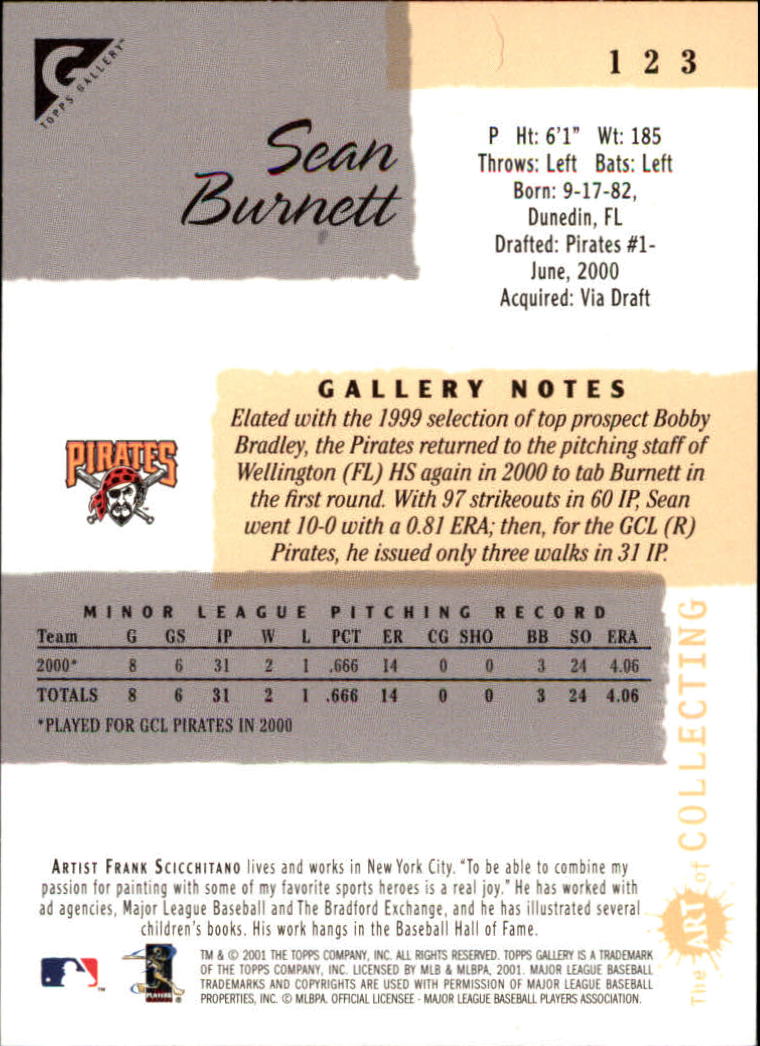 G
TOPPS GALLERY™
1 2 3
Sean
Burnett
P Ht: 6'1" Wt: 185
Throws: Left Bats: Left
Born: 9-17-82,
Dunedin, FL
Drafted: Pirates #1-
June, 2000
Acquired: Via Draft
GALLERY NOTES
Elated with the 1999 selection of top prospect Bobby
Bradley, the Pirates returned to the pitching staff of
Wellington (FL) HS again in 2000 to tab Burnett in
the first round. With 97 strikeouts in 60 IP, Sean
went 10-0 with a 0.81 ERA; then, for the GCL (R)
Pirates, he issued only three walks in 31 IP.
PIRATES
MINOR LEAGUE PITCHING RECORD
Team G GS IP W L PCT ER CG SHO BB SO ERA
2000* 8 6 31 2 1 .666 14 0 0 3 24 4.06
TOTALS 8 6 31 2 1 .666 14 0 0 3 24 4.06
*PLAYED FOR GCL PIRATES IN 2000
The ART of COLLECTING
ARTIST FRANK SCICCHITANO lives and works in New York City. "To be able to combine my
passion for painting with some of my favorite sports heroes is a real joy." He has worked with
ad agencies, Major League Baseball and The Bradford Exchange, and he has illustrated several
children's books. His work hangs in the Baseball Hall of Fame.
PLAYERS
TM & © 2001 THE TOPPS COMPANY, INC. ALL RIGHTS RESERVED. TOPPS GALLERY IS A TRADEMARK
OF THE TOPPS COMPANY, INC. LICENSED BY MLB & MLBPA, 2001. MAJOR LEAGUE BASEBALL
TRADEMARKS AND COPYRIGHTS ARE USED WITH PERMISSION OF MAJOR LEAGUE BASEBALL
PROPERTIES, INC. © MLBPA. OFFICIAL LICENSEE - MAJOR LEAGUE BASEBALL PLAYERS ASSOCIATION.